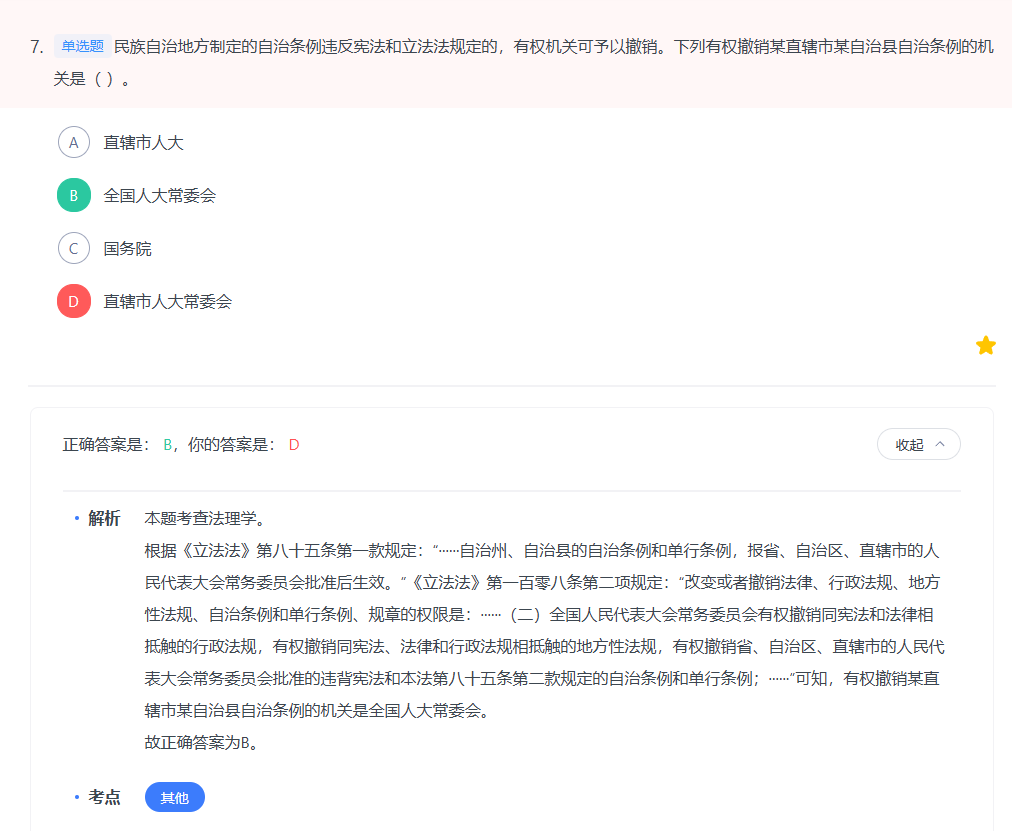 7. 单选题 民族自治地方制定的自治条例违反宪法和立法法规定的，有权机关可予以撤销。下列有权撤销某直辖市某自治县自治条例的机
关是（ ）。
A 直辖市人大
B 全国人大常委会
C 国务院
D 直辖市人大常委会
正确答案是： B，你的答案是： D
收起
• 解析 本题考查法理学。
根据《立法法》第八十五条第一款规定：“······自治州、自治县的自治条例和单行条例，报省、自治区、直辖市的人
民代表大会常务委员会批准后生效。”《立法法》第一百零八条第二项规定：“改变或者撤销法律、行政法规、地方
性法规、自治条例和单行条例、规章的权限是：······（二）全国人民代表大会常务委员会有权撤销同宪法和法律相
抵触的行政法规，有权撤销同宪法、法律和行政法规相抵触的地方性法规，有权撤销省、自治区、直辖市的人民代
表大会常务委员会批准的违背宪法和本法第八十五条第二款规定的自治条例和单行条例；······”可知，有权撤销某直
辖市某自治县自治条例的机关是全国人大常委会。
故正确答案为B。
• 考点 其他